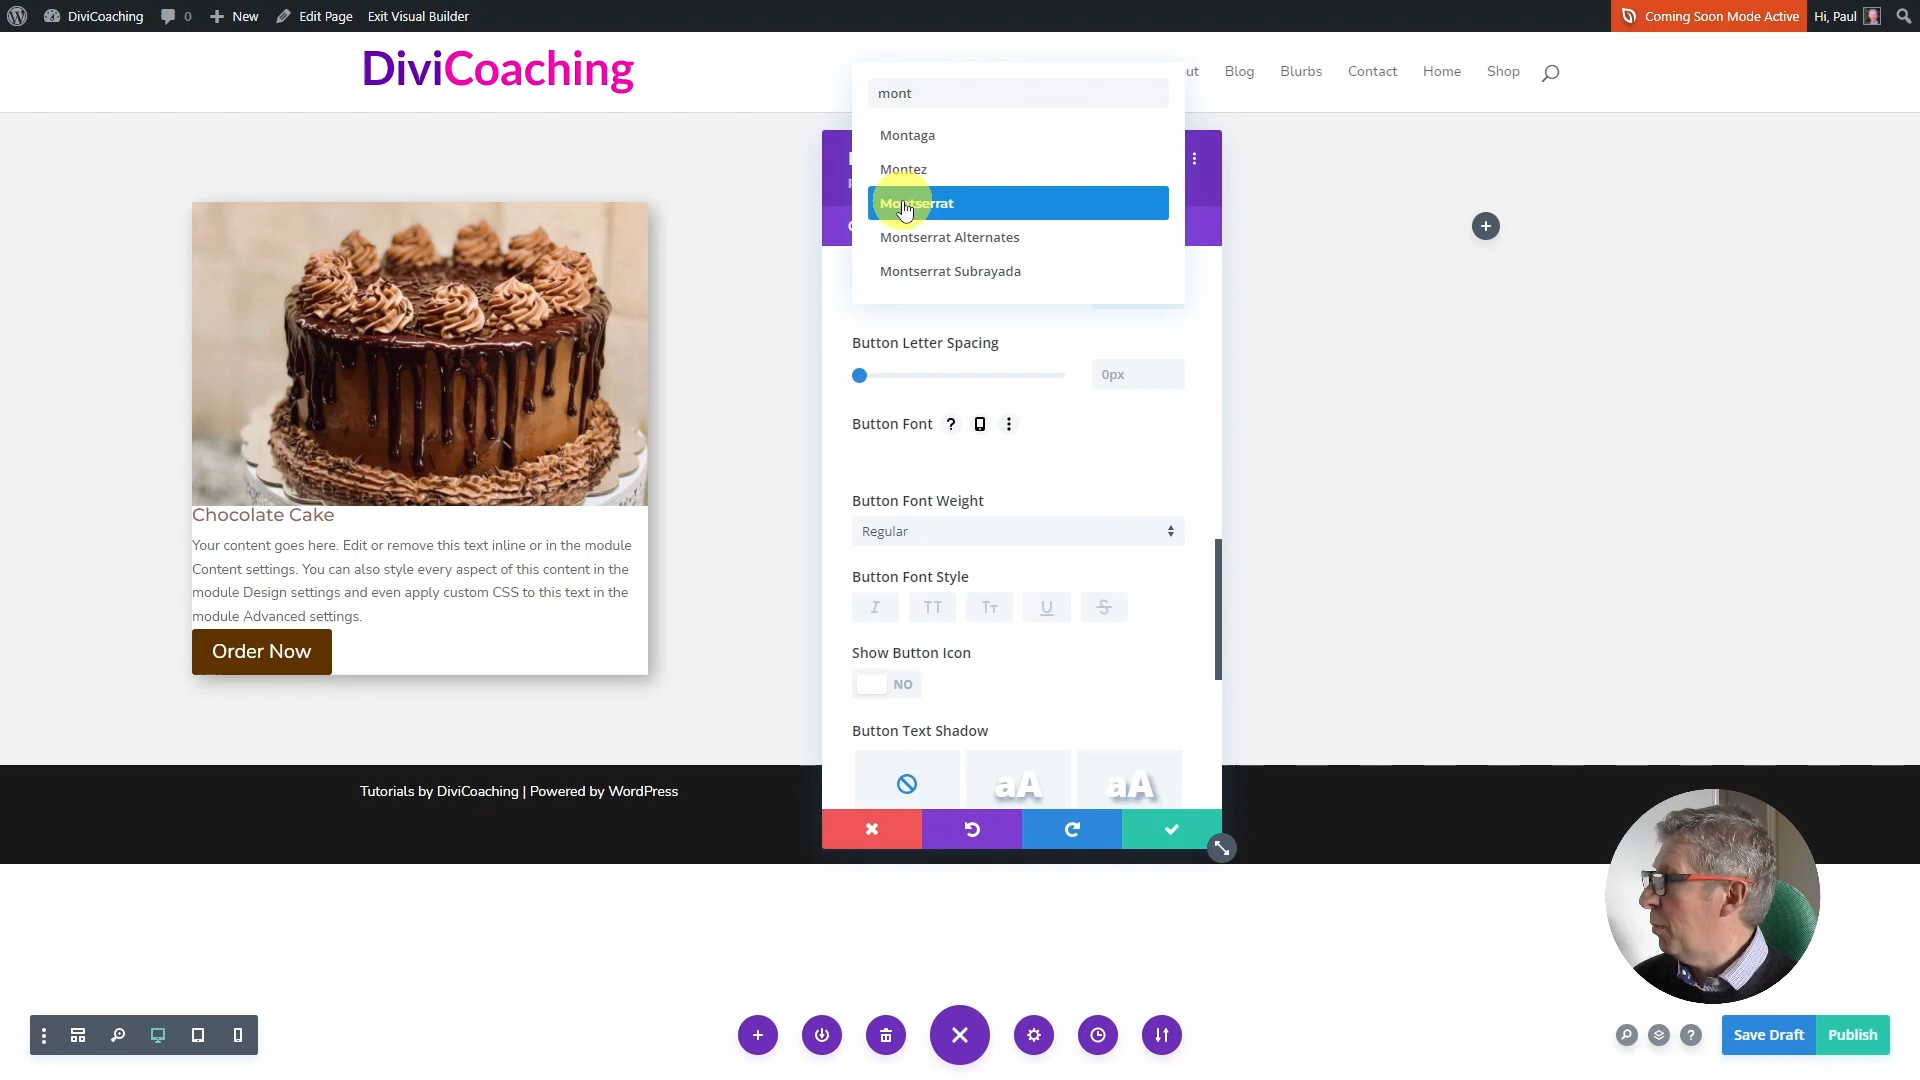 DiviCoaching
0
New
Edit Page
Exit Visual Builder
Coming Soon Mode Active
Hi, Paul
DiviCoaching
Blog
Blurbs
Contact
Home
Shop
mont
Montaga
Montez
Montserrat
Montserrat Alternates
Montserrat Subrayada
Button Letter Spacing
0px
Button Font ?
Button Font Weight
Regular
Button Font Style
I TT Tт U S
Show Button Icon
NO
Button Text Shadow
aA aA
Chocolate Cake
Your content goes here. Edit or remove this text inline or in the module
Content settings. You can also style every aspect of this content in the
module Design settings and even apply custom CSS to this text in the
module Advanced settings.
Order Now
Tutorials by DiviCoaching | Powered by WordPress
?
Save Draft
Publish